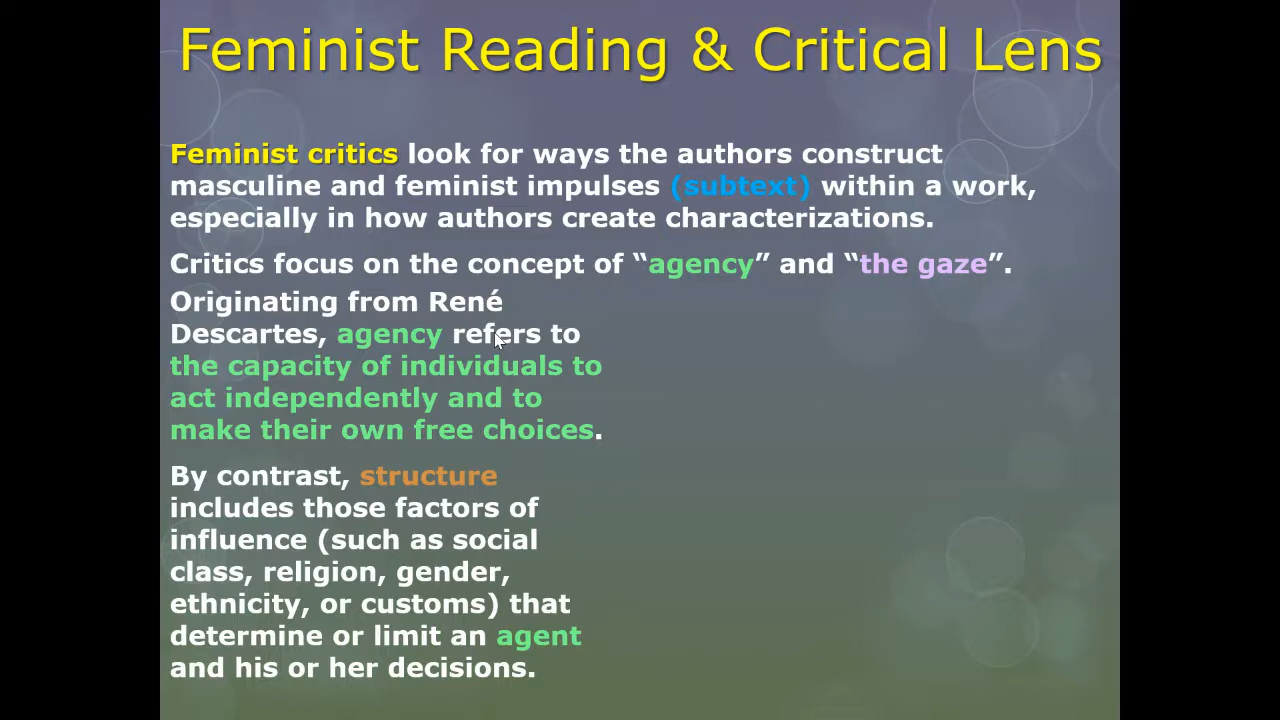 Feminist Reading & Critical Lens
Feminist critics look for ways the authors construct
masculine and feminist impulses (subtext) within a work,
especially in how authors create characterizations.
Critics focus on the concept of “agency” and “the gaze”.
Originating from René
Descartes, agency refers to
the capacity of individuals to
act independently and to
make their own free choices.
By contrast, structure
includes those factors of
influence (such as social
class, religion, gender,
ethnicity, or customs) that
determine or limit an agent
and his or her decisions.